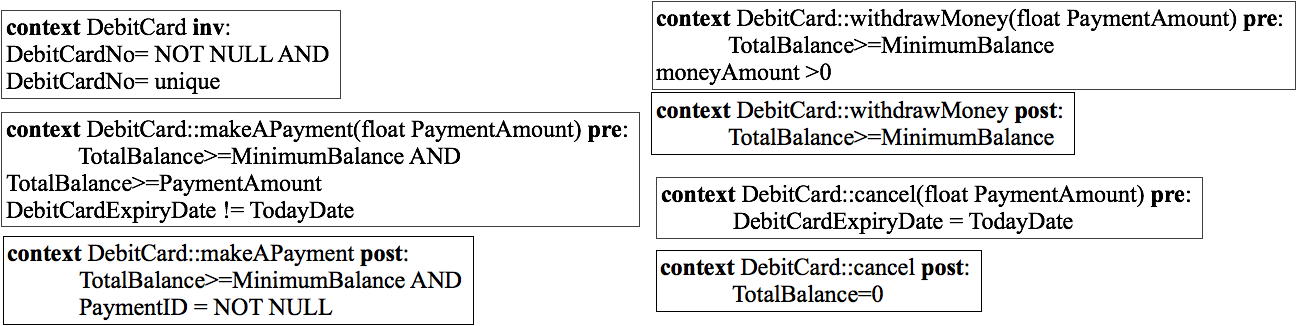 context DebitCard inv:
DebitCardNo= NOT NULL AND
DebitCardNo= unique
context DebitCard::makeAPayment(float PaymentAmount) pre:
TotalBalance>=MinimumBalance AND
TotalBalance>=PaymentAmount
DebitCardExpiryDate != TodayDate
context DebitCard::makeAPayment post:
TotalBalance>=MinimumBalance AND
PaymentID = NOT NULL
context DebitCard::withdrawMoney(float PaymentAmount) pre:
TotalBalance>=MinimumBalance
moneyAmount >0
context DebitCard::withdrawMoney post:
TotalBalance>=MinimumBalance
context DebitCard::cancel(float PaymentAmount) pre:
DebitCardExpiryDate = TodayDate
context DebitCard::cancel post:
TotalBalance=0